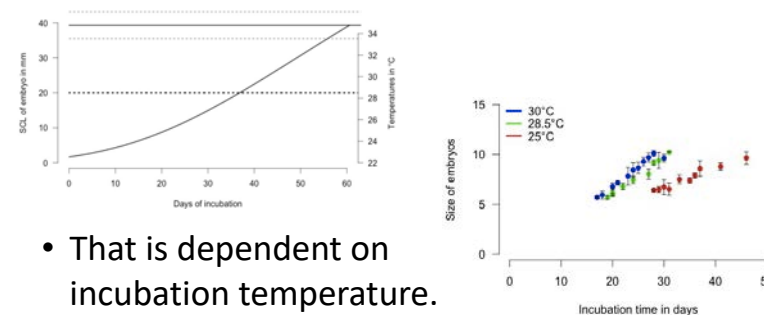 40
30
20
10
0
SCL of embryo in mm
34
32
30
28
26
24
22
Temperatures in °C
0 10 20 30 40 50 60
Days of incubation
• That is dependent on
incubation temperature.
15
10
5
0
Size of embryos
30°C
28.5°C
25°C
0 10 20 30 40
Incubation time in days